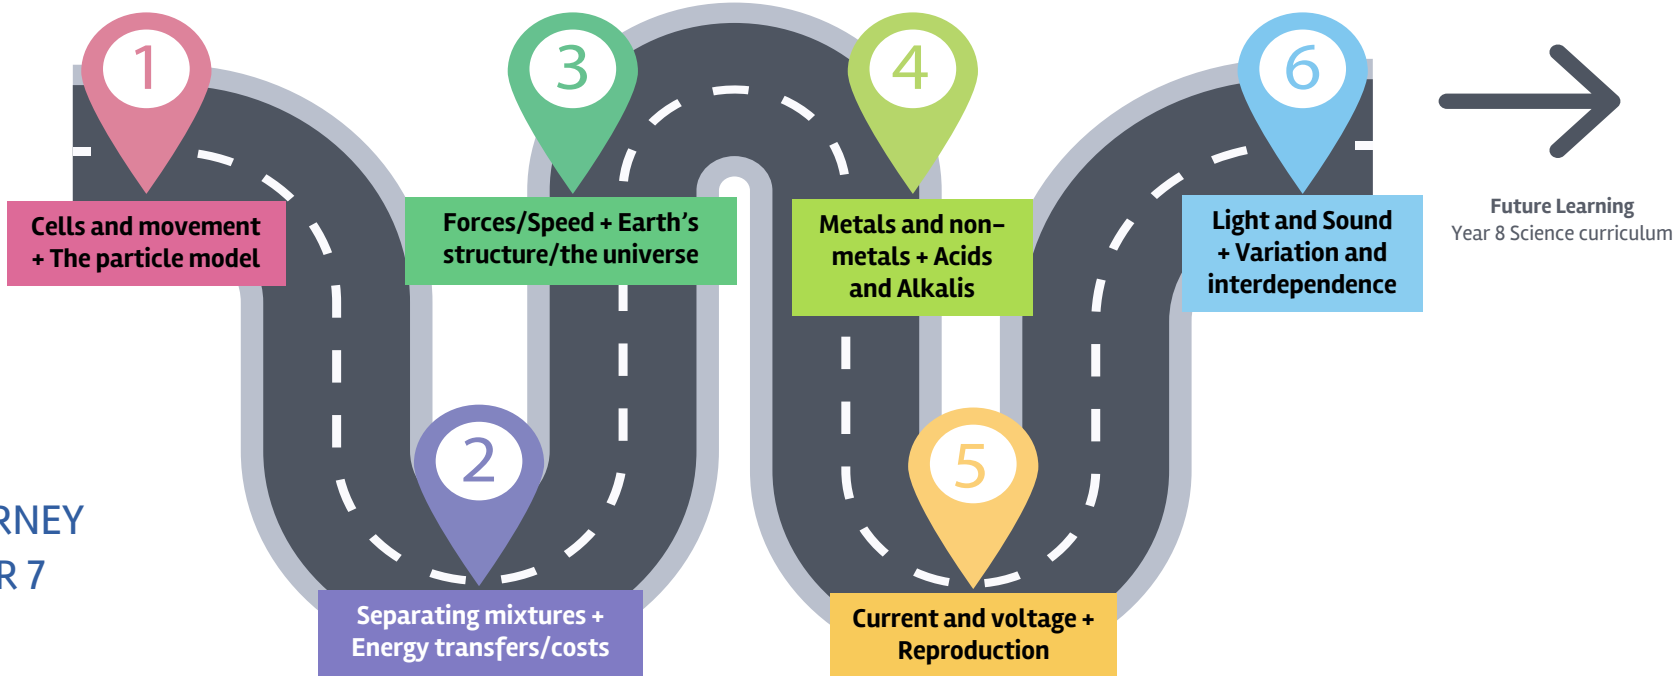 1
Cells and movement
+ The particle model
2
Separating mixtures +
Energy transfers/costs
3
Forces/Speed + Earth's
structure/the universe
4
Metals and non-
metals + Acids
and Alkalis
5
Current and voltage +
Reproduction
6
Light and Sound
+ Variation and
interdependence
Future Learning
Year 8 Science curriculum
7